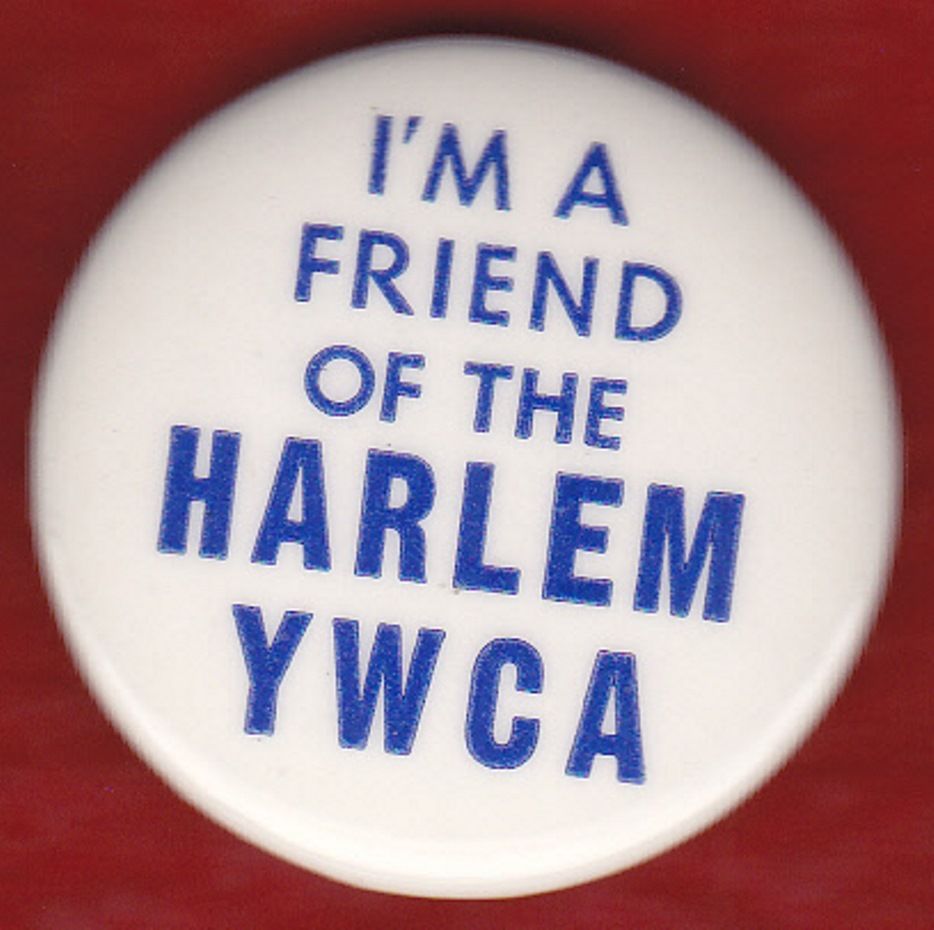 I'M A
FRIEND
OF THE
HARLEM
YWCA